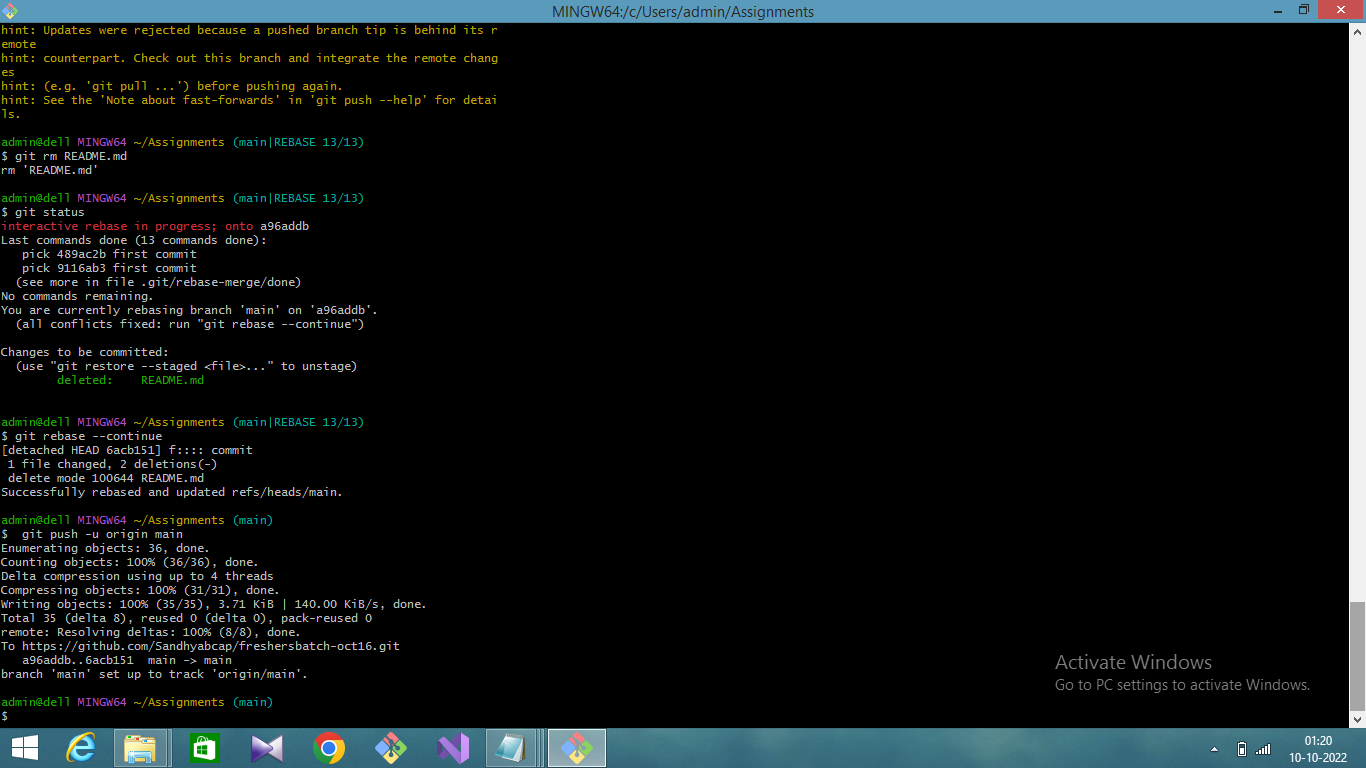 MINGW64:/c/Users/admin/Assignments
hint: Updates were rejected because a pushed branch tip is behind its r
emote
hint: counterpart. Check out this branch and integrate the remote chang
es
hint: (e.g. 'git pull ...') before pushing again.
hint: See the 'Note about fast-forwards' in 'git push --help' for detai
ls.
admin@dell MINGW64 ~/Assignments (main|REBASE 13/13)
$ git rm README.md
rm 'README.md'
admin@dell MINGW64 ~/Assignments (main|REBASE 13/13)
$ git status
interactive rebase in progress; onto a96addb
Last commands done (13 commands done):
   pick 489ac2b first commit
   pick 9116ab3 first commit
  (see more in file .git/rebase-merge/done)
No commands remaining.
You are currently rebasing branch 'main' on 'a96addb'.
  (all conflicts fixed: run "git rebase --continue")
Changes to be committed:
  (use "git restore --staged <file>..." to unstage)
        deleted:    README.md
admin@dell MINGW64 ~/Assignments (main|REBASE 13/13)
$ git rebase --continue
[detached HEAD 6acb151] f:::: commit
 1 file changed, 2 deletions(-)
 delete mode 100644 README.md
Successfully rebased and updated refs/heads/main.
admin@dell MINGW64 ~/Assignments (main)
$  git push -u origin main
Enumerating objects: 36, done.
Counting objects: 100% (36/36), done.
Delta compression using up to 4 threads
Compressing objects: 100% (31/31), done.
Writing objects: 100% (35/35), 3.71 KiB | 140.00 KiB/s, done.
Total 35 (delta 8), reused 0 (delta 0), pack-reused 0
remote: Resolving deltas: 100% (8/8), done.
To https://github.com/Sandhyabcap/freshersbatch-oct16.git
   a96addb..6acb151  main -> main
branch 'main' set up to track 'origin/main'.
admin@dell MINGW64 ~/Assignments (main)
$
Activate Windows
Go to PC settings to activate Windows.
01:20
10-10-2022